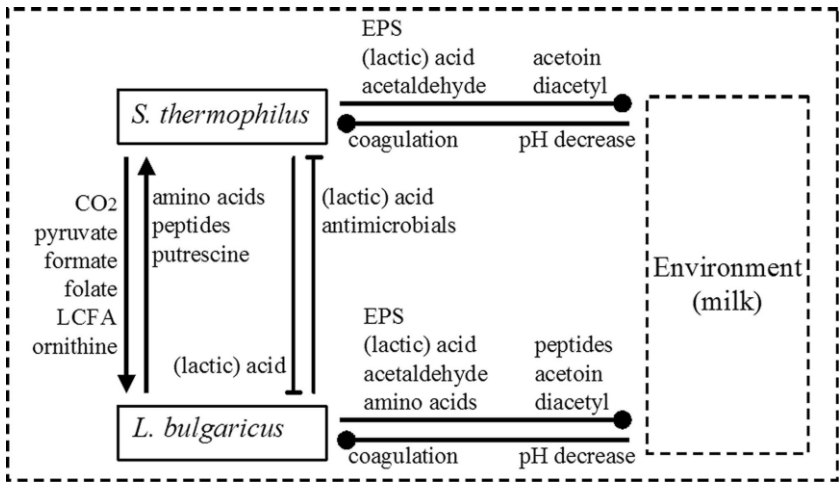 EPS
(lactic) acid acetoin
acetaldehyde diacetyl
S. thermophilus
coagulation pH decrease
CO2
pyruvate
formate
folate
LCFA
ornithine
amino acids
peptides
putrescine
(lactic) acid
antimicrobials
(lactic) acid
Environment
(milk)
EPS
(lactic) acid peptides
acetaldehyde acetoin
amino acids diacetyl
L. bulgaricus
coagulation pH decrease